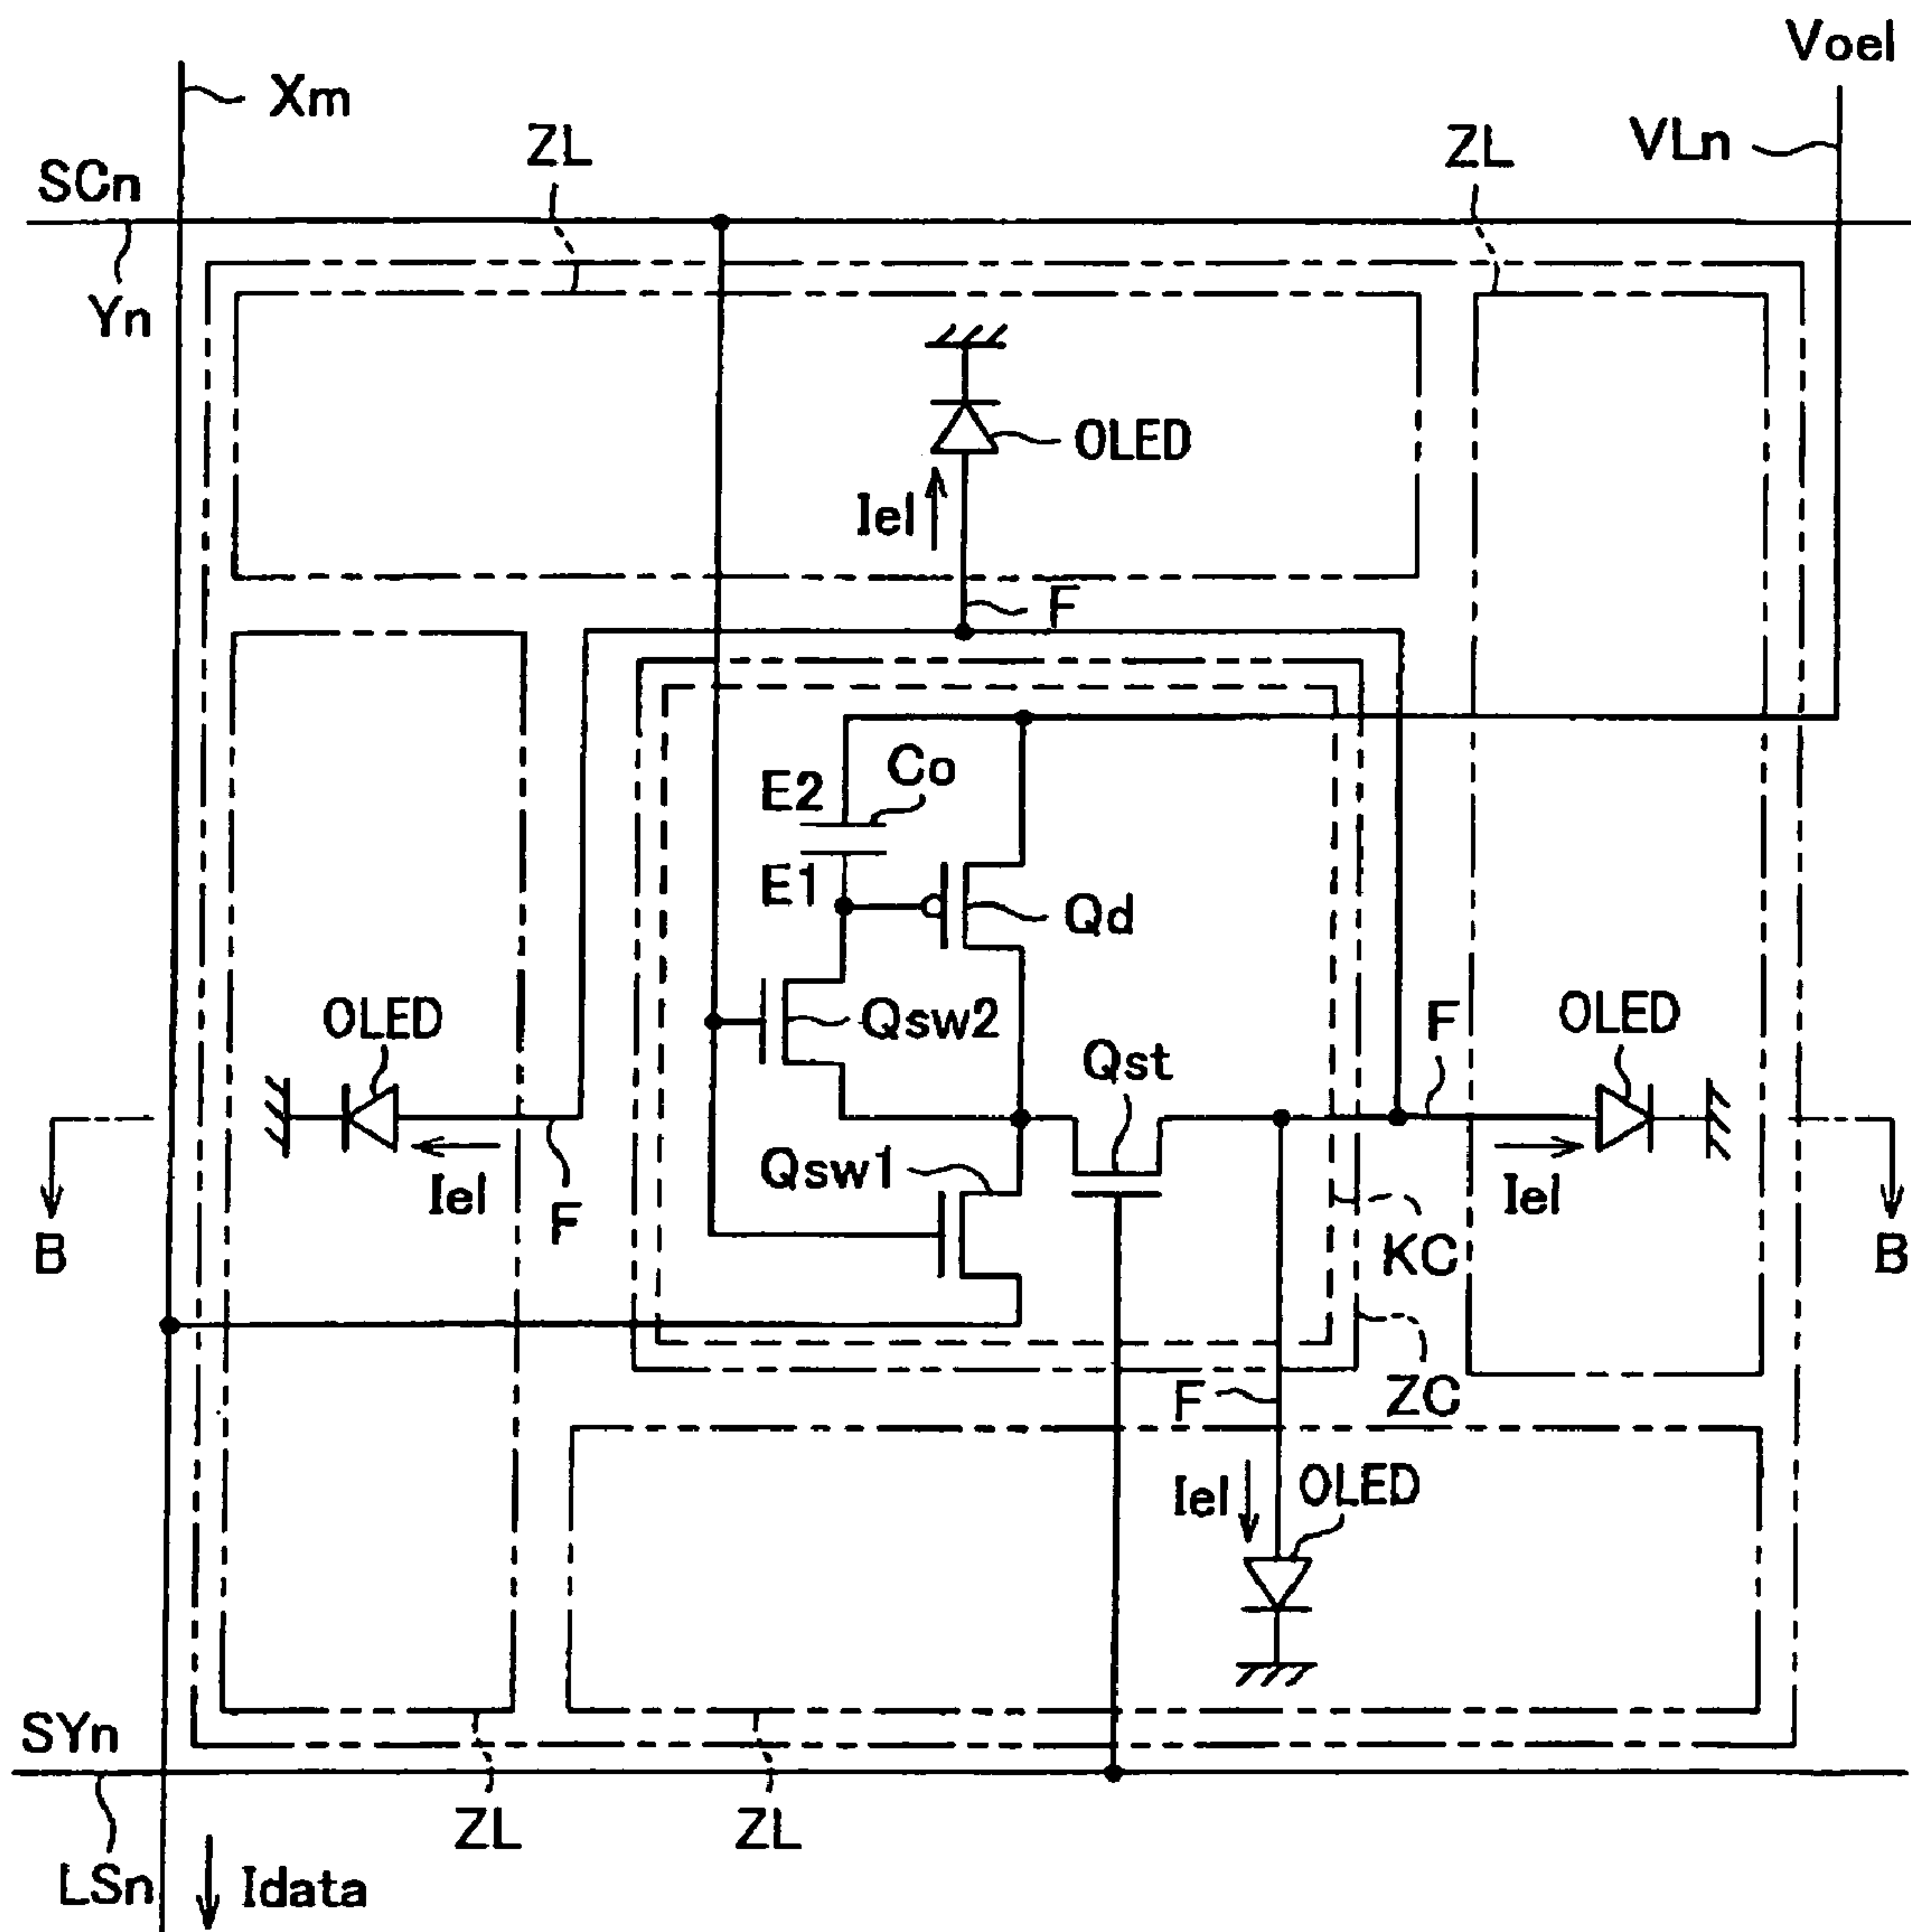 Voel
Xm
ZL
ZL
VLn
SCn
Yn
OLED
Iel
F
E2
Co
E1
Qd
OLED
Qsw2
F
OLED
Qst
Qsw1
Iel
F
Iel
B
KC
B
F
ZC
Iel
OLED
SYn
ZL
ZL
LSn
Idata